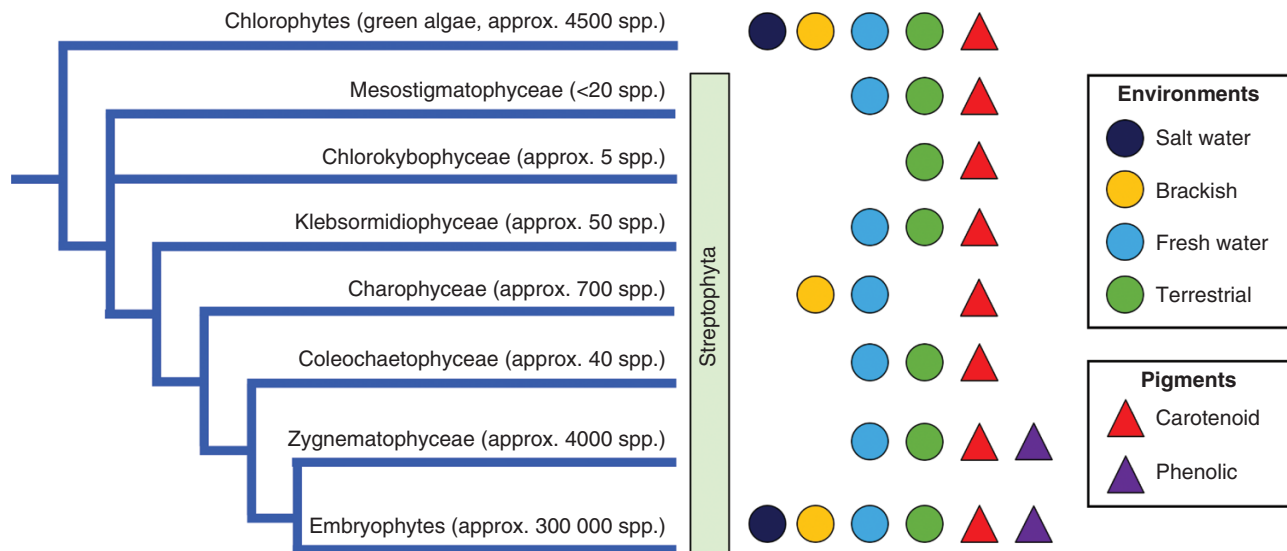 Chlorophytes (green algae, approx. 4500 spp.)
Mesostigmatophyceae (<20 spp.)
Chlorokybophyceae (approx. 5 spp.)
Klebsormidiophyceae (approx. 50 spp.)
Charophyceae (approx. 700 spp.)
Coleochaetophyceae (approx. 40 spp.)
Zygnematophyceae (approx. 4000 spp.)
Embryophytes (approx. 300 000 spp.)
Streptophyta
Environments
Salt water
Brackish
Fresh water
Terrestrial
Pigments
Carotenoid
Phenolic